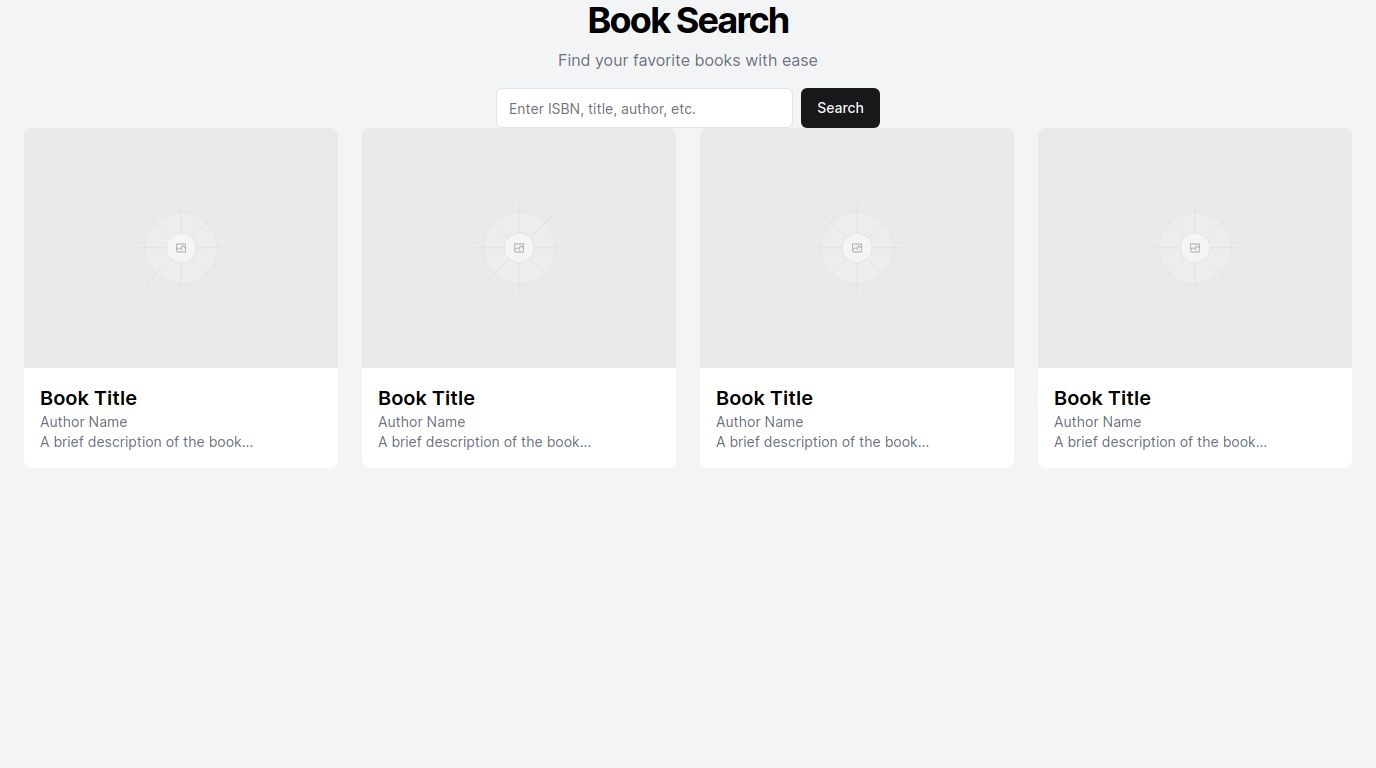 Book Search
Find your favorite books with ease
Enter ISBN, title, author, etc.
Search
Book Title
Author Name
A brief description of the book...
Book Title
Author Name
A brief description of the book...
Book Title
Author Name
A brief description of the book...
Book Title
Author Name
A brief description of the book...